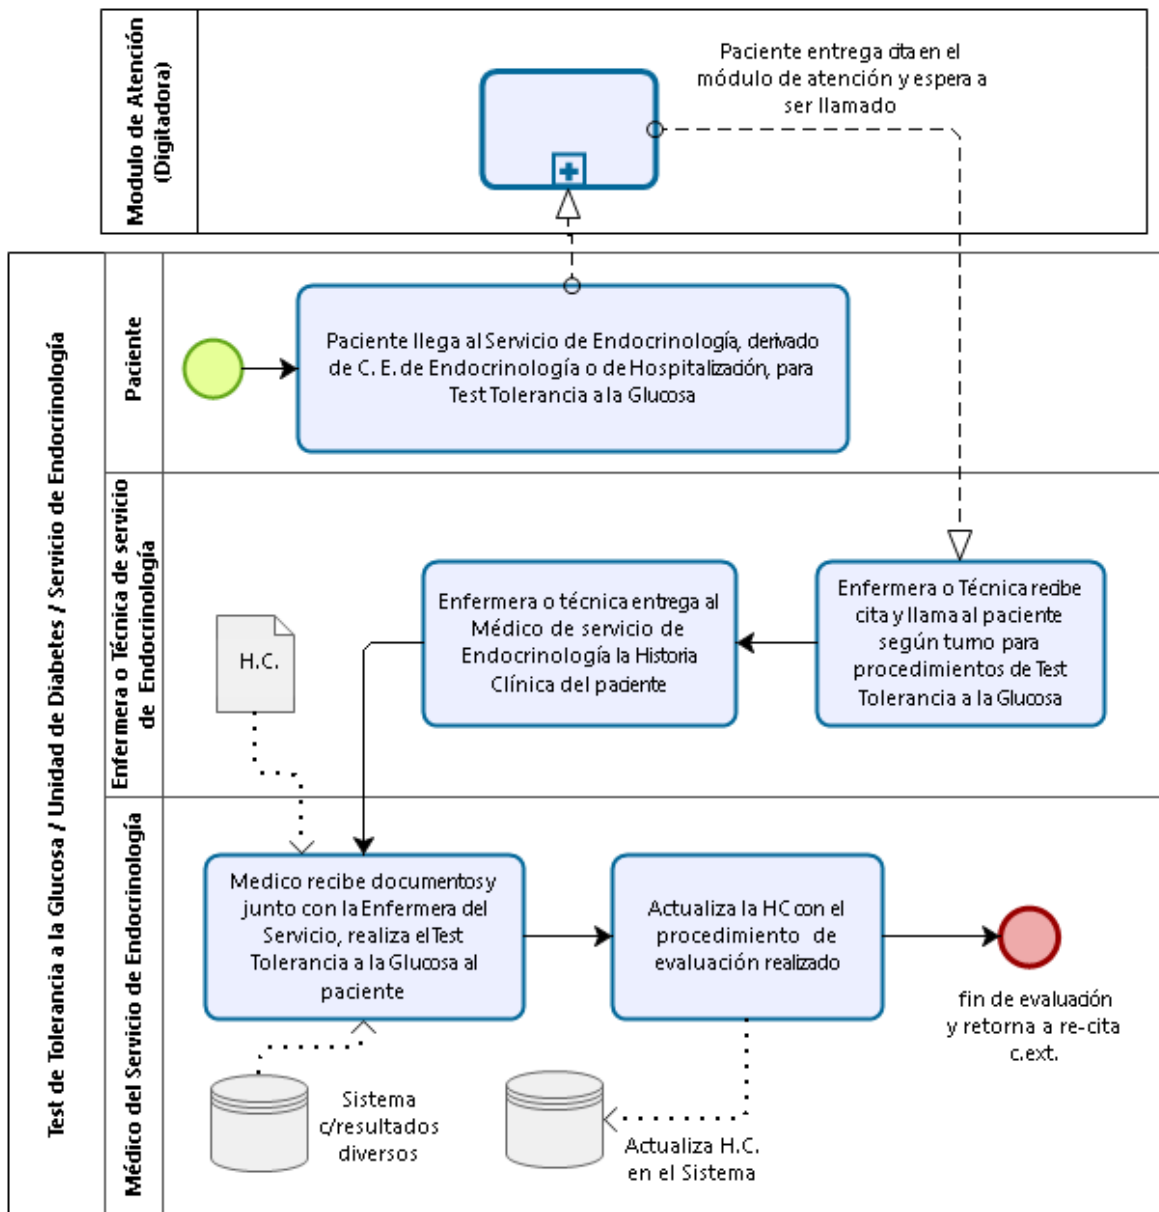 Modulo de Atención
(Digitadora)
Paciente entrega cita en el
módulo de atención y espera a
ser llamado
Test de Tolerancia a la Glucosa / Unidad de Diabetes / Servicio de Endocrinología
Paciente
Paciente llega al Servicio de Endocrinología, derivado
de C. E. de Endocrinología o de Hospitalización, para
Test Tolerancia a la Glucosa
Enfermera o Técnica de servicio
de Endocrinología
H.C.
Enfermera o técnica entrega al
Médico de servicio de
Endocrinología la Historia
Clínica del paciente
Enfermera o Técnica recibe
cita y llama al paciente
según turno para
procedimientos de Test
Tolerancia a la Glucosa
Médico del Servicio de Endocrinología
Medico recibe documentos y
junto con la Enfermera del
Servicio, realiza el Test
Tolerancia a la Glucosa al
paciente
Actualiza la HC con el
procedimiento de
evaluación realizado
fin de evaluación
y retorna a re-cita
c.ext.
Sistema
c/resultados
diversos
Actualiza H.C.
en el Sistema